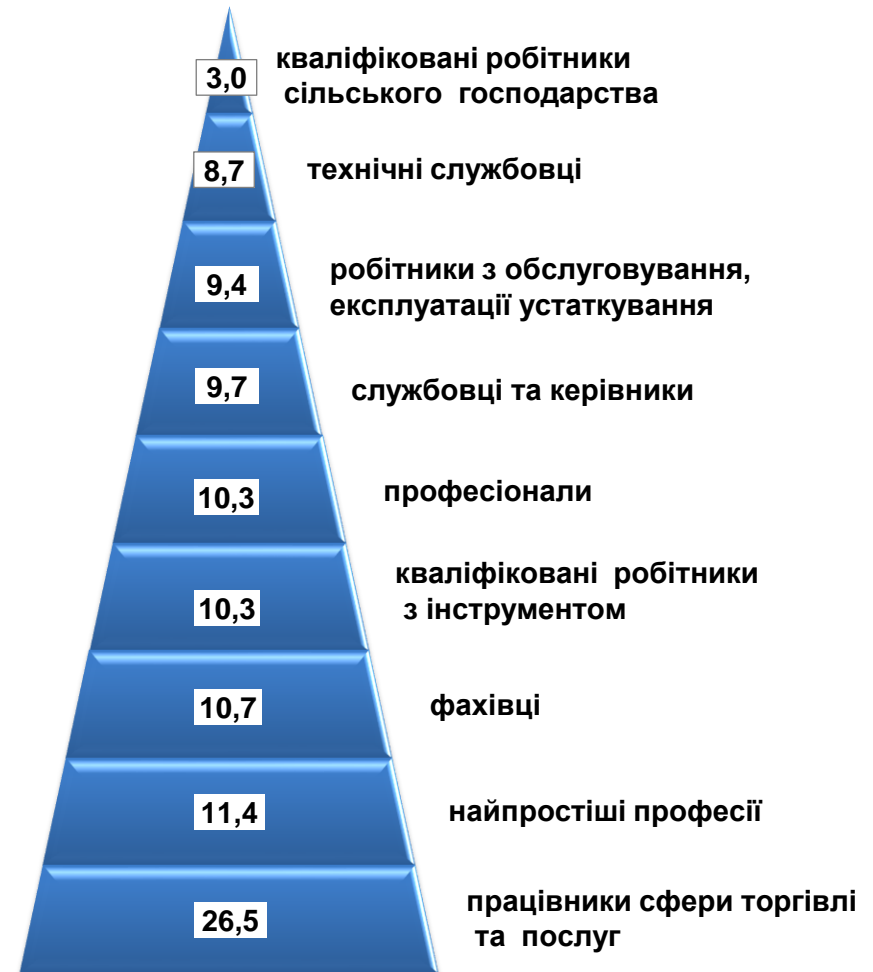 3,0
кваліфіковані робітники
сільського господарства
8,7
технічні службовці
9,4
робітники з обслуговування,
експлуатації устаткування
9,7
службовці та керівники
10,3
професіонали
10,3
кваліфіковані робітники
з інструментом
10,7
фахівці
11,4
найпростіші професії
26,5
працівники сфери торгівлі
та послуг